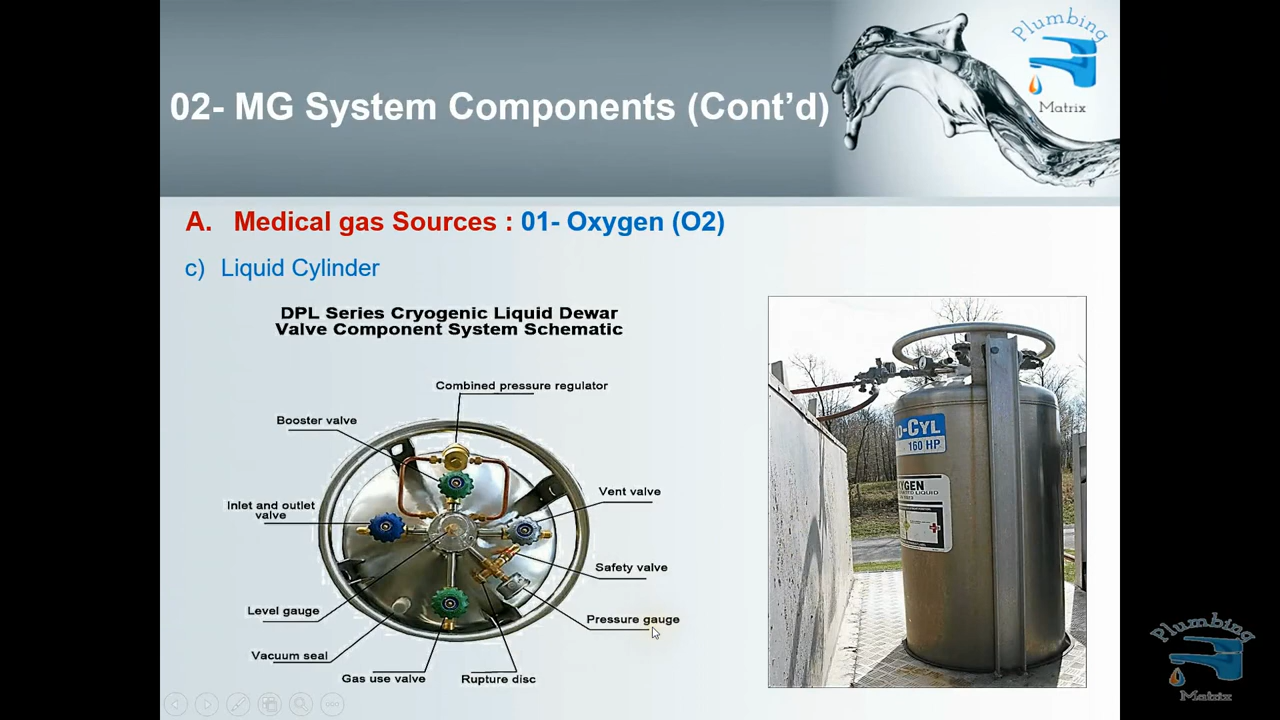 Plumbing
Matrix
02- MG System Components (Cont’d)
A. Medical gas Sources : 01- Oxygen (O2)
c) Liquid Cylinder
DPL Series Cryogenic Liquid Dewar
Valve Component System Schematic
Combined pressure regulator
Booster valve
Vent valve
Inlet and outlet
valve
Safety valve
Level gauge
Pressure gauge
Vacuum seal
Gas use valve
Rupture disc
-CYL
160 HP
YGEN
LIQUID
Plumbing
Matrix